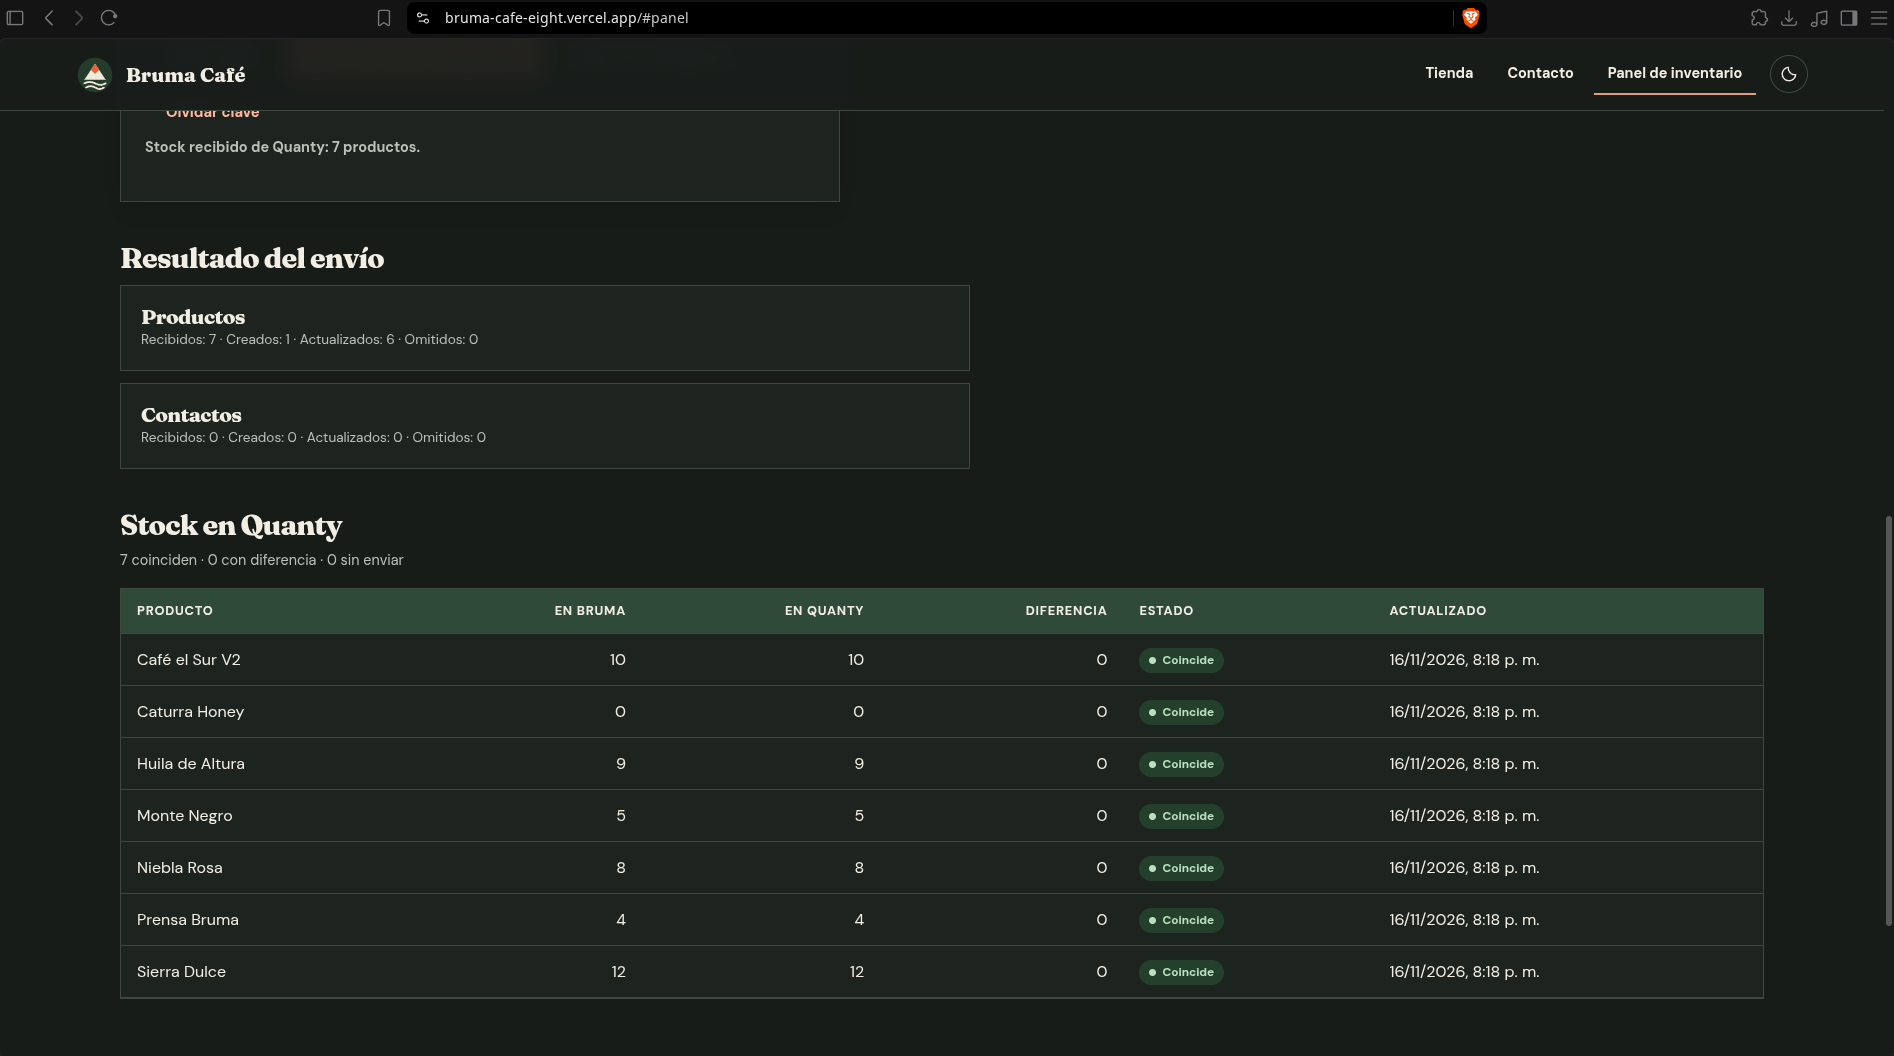 bruma-cafe-eight.vercel.app/#panel
Bruma Café
Tienda
Contacto
Panel de inventario
Olvidar clave
Stock recibido de Quanty: 7 productos.
Resultado del envío
Productos
Recibidos: 7 · Creados: 1 · Actualizados: 6 · Omitidos: 0
Contactos
Recibidos: 0 · Creados: 0 · Actualizados: 0 · Omitidos: 0
Stock en Quanty
7 coinciden · 0 con diferencia · 0 sin enviar
PRODUCTO EN BRUMA EN QUANTY DIFERENCIA ESTADO ACTUALIZADO
Café el Sur V2 10 10 0 Coincide 16/11/2026, 8:18 p. m.
Caturra Honey 0 0 0 Coincide 16/11/2026, 8:18 p. m.
Huila de Altura 9 9 0 Coincide 16/11/2026, 8:18 p. m.
Monte Negro 5 5 0 Coincide 16/11/2026, 8:18 p. m.
Niebla Rosa 8 8 0 Coincide 16/11/2026, 8:18 p. m.
Prensa Bruma 4 4 0 Coincide 16/11/2026, 8:18 p. m.
Sierra Dulce 12 12 0 Coincide 16/11/2026, 8:18 p. m.